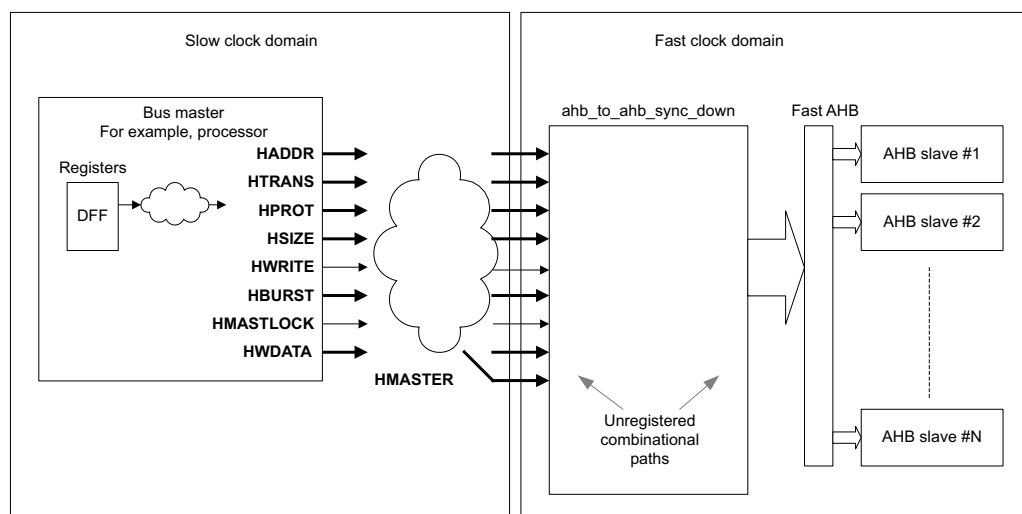 Slow clock domain
Fast clock domain
Bus master
For example, processor
Registers
DFF
HADDR
HTRANS
HPROT
HSIZE
HWRITE
HBURST
HMASTLOCK
HWDATA
HMASTER
ahb_to_ahb_sync_down
Unregistered
combinational
paths
Fast AHB
AHB slave #1
AHB slave #2
AHB slave #N